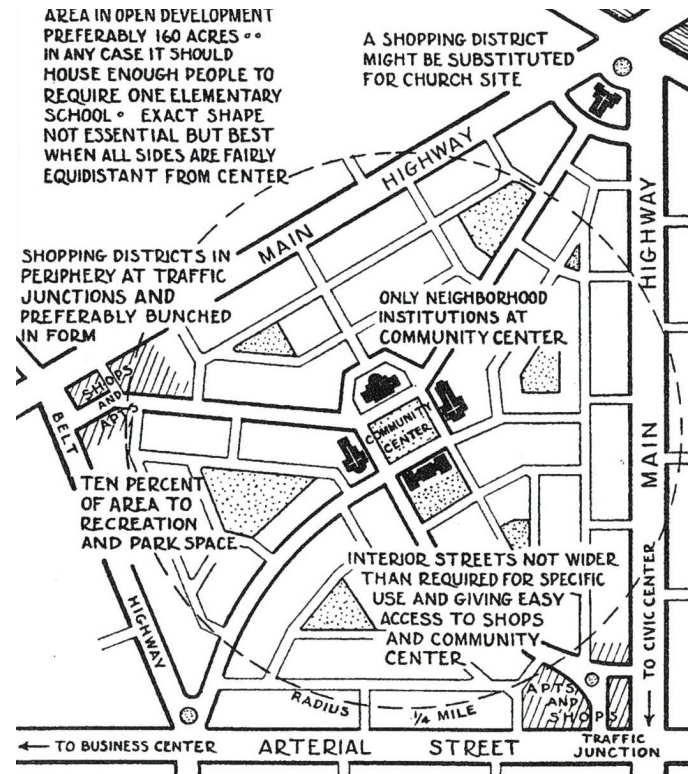 AREA IN OPEN DEVELOPMENT
PREFERABLY 160 ACRES ∘∘
IN ANY CASE IT SHOULD
HOUSE ENOUGH PEOPLE TO
REQUIRE ONE ELEMENTARY
SCHOOL ∘ EXACT SHAPE
NOT ESSENTIAL BUT BEST
WHEN ALL SIDES ARE FAIRLY
EQUIDISTANT FROM CENTER
A SHOPPING DISTRICT
MIGHT BE SUBSTITUTED
FOR CHURCH SITE
MAIN HIGHWAY
HIGHWAY
MAIN
SHOPPING DISTRICTS IN
PERIPHERY AT TRAFFIC
JUNCTIONS AND
PREFERABLY BUNCHED
IN FORM
ONLY NEIGHBORHOOD
INSTITUTIONS AT
COMMUNITY CENTER
SHOPS
AND
APTS
BELT
HIGHWAY
COMMUNITY
CENTER
TEN PERCENT
OF AREA TO
RECREATION
AND PARK SPACE
INTERIOR STREETS NOT WIDER
THAN REQUIRED FOR SPECIFIC
USE AND GIVING EASY
ACCESS TO SHOPS
AND COMMUNITY
CENTER
TO CIVIC CENTER
APTS
AND
SHOPS
RADIUS 1/4 MILE
TRAFFIC
JUNCTION
← TO BUSINESS CENTER ARTERIAL STREET